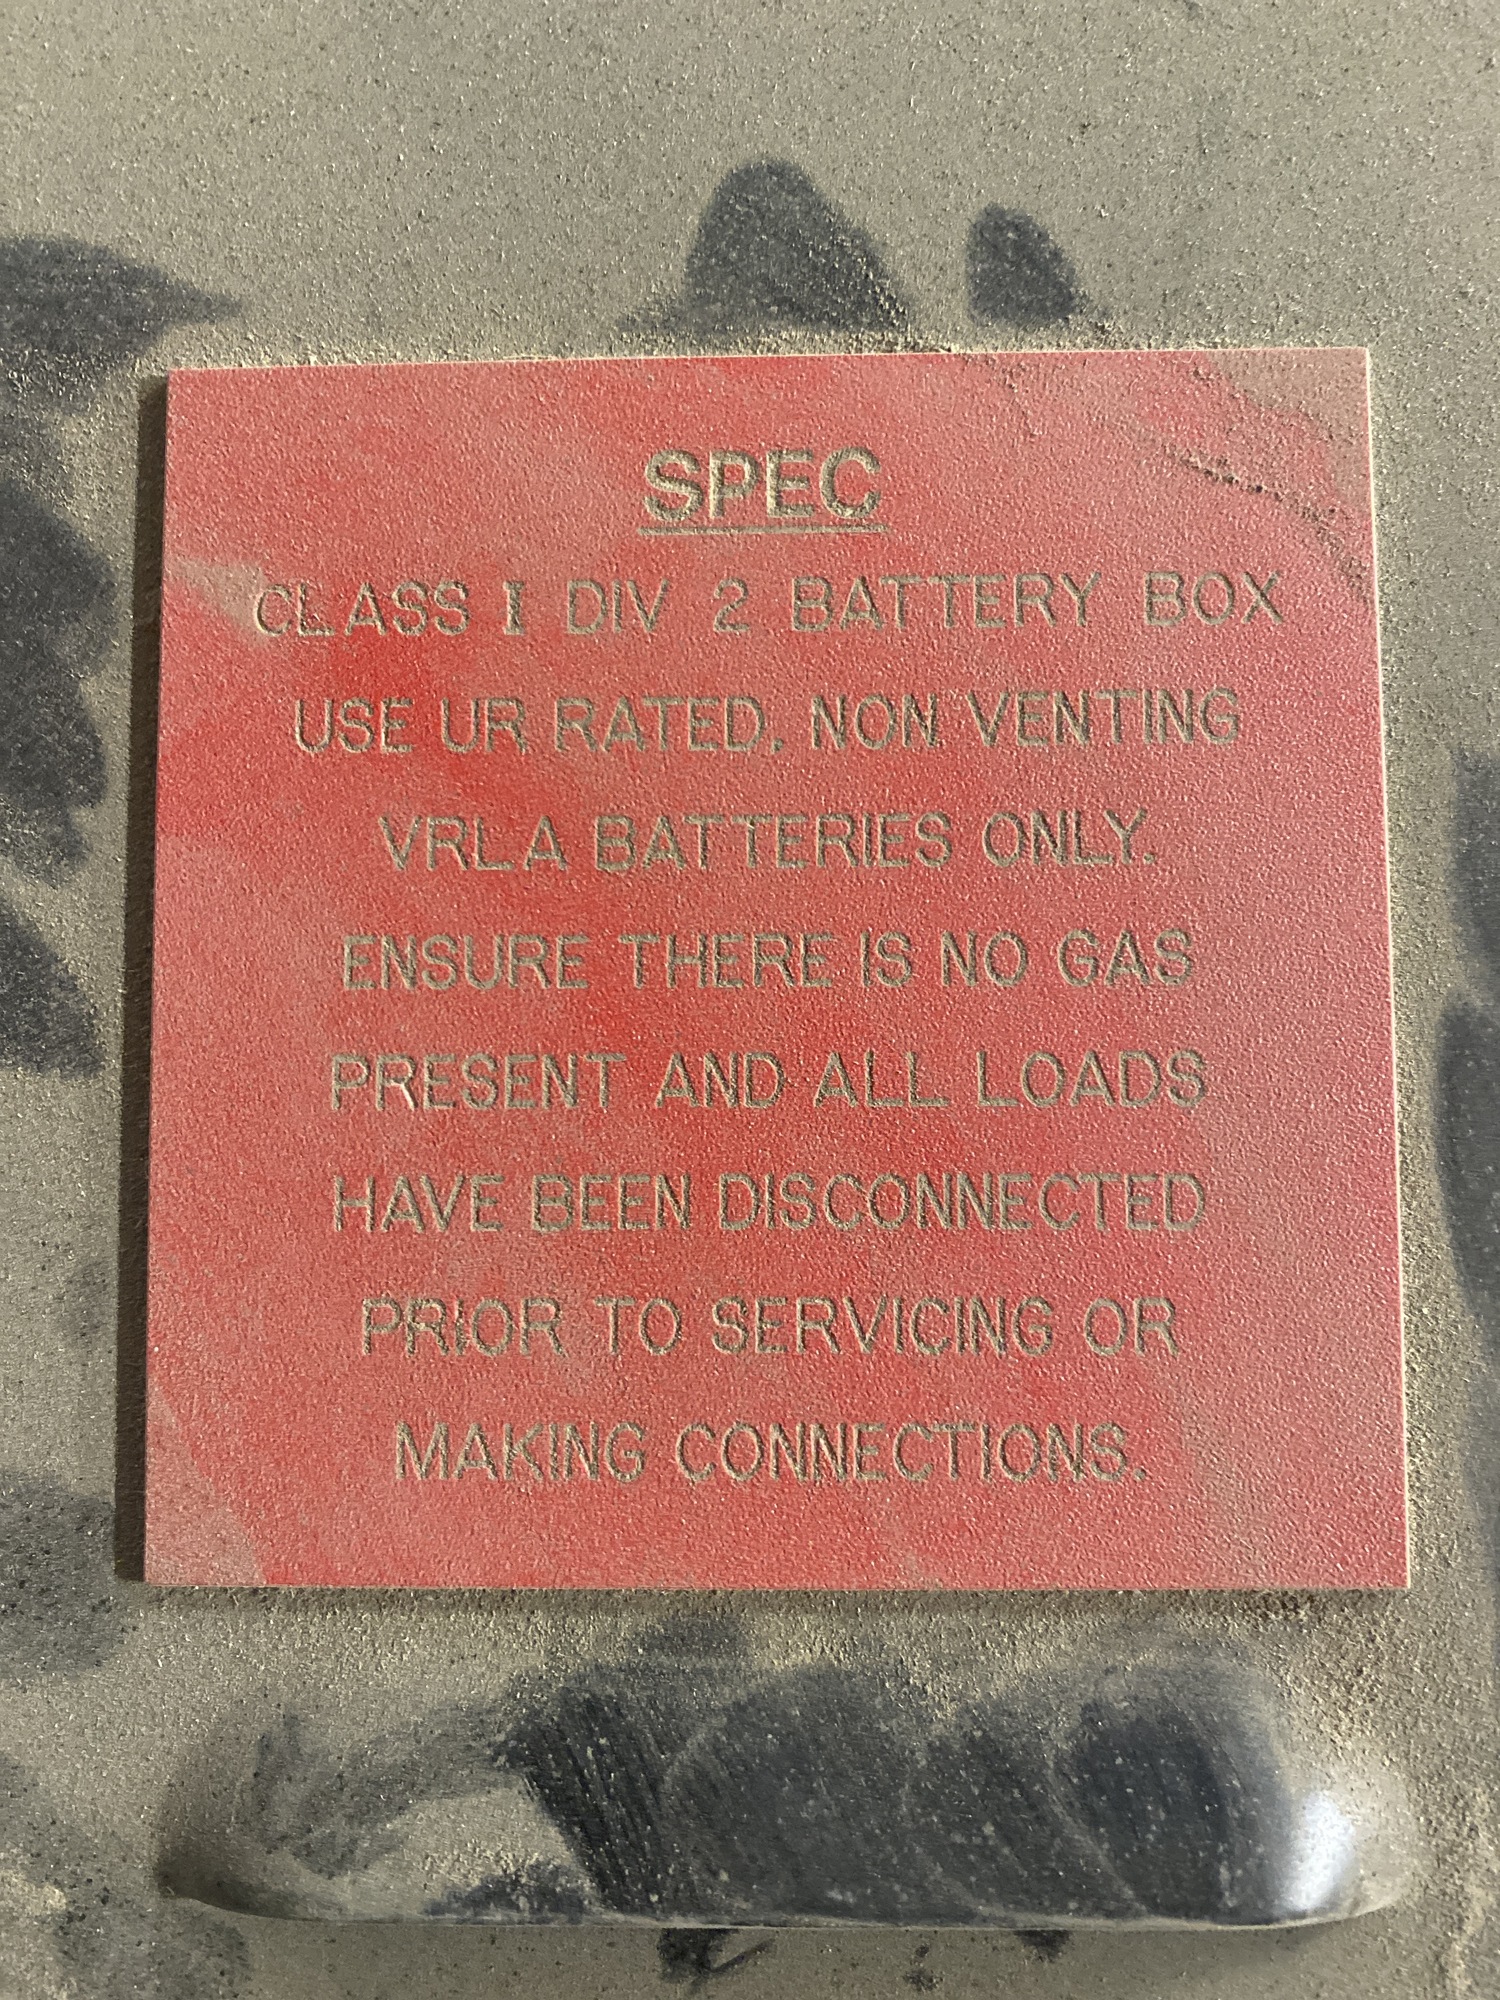 SPEC
CLASS I DIV 2 BATTERY BOX
USE UR RATED, NON VENTING
VRLA BATTERIES ONLY.
ENSURE THERE IS NO GAS
PRESENT AND ALL LOADS
HAVE BEEN DISCONNECTED
PRIOR TO SERVICING OR
MAKING CONNECTIONS.